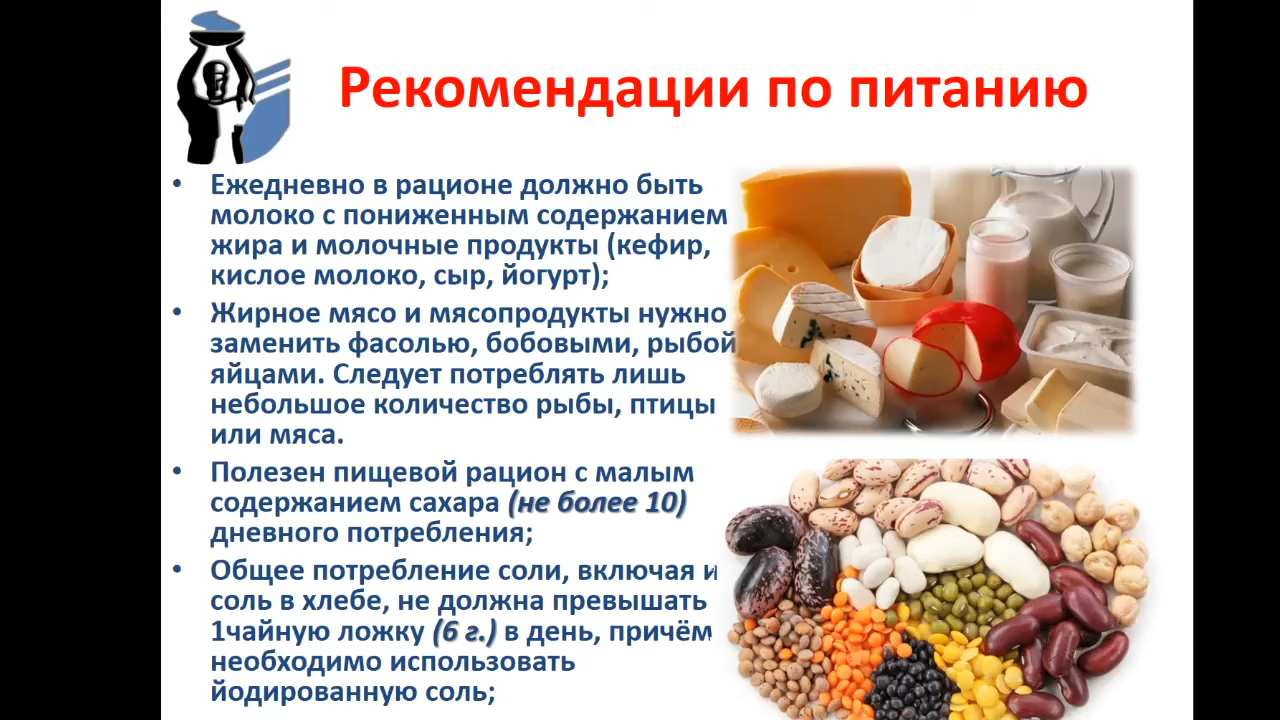 Рекомендации по питанию
• Ежедневно в рационе должно быть
молоко с пониженным содержанием
жира и молочные продукты (кефир,
кислое молоко, сыр, йогурт);
• Жирное мясо и мясопродукты нужно
заменить фасолью, бобовыми, рыбой
яйцами. Следует потреблять лишь
небольшое количество рыбы, птицы
или мяса.
• Полезен пищевой рацион с малым
содержанием сахара (не более 10)
дневного потребления;
• Общее потребление соли, включая и
соль в хлебе, не должна превышать
1чайную ложку (6 г.) в день, причём
необходимо использовать
йодированную соль;